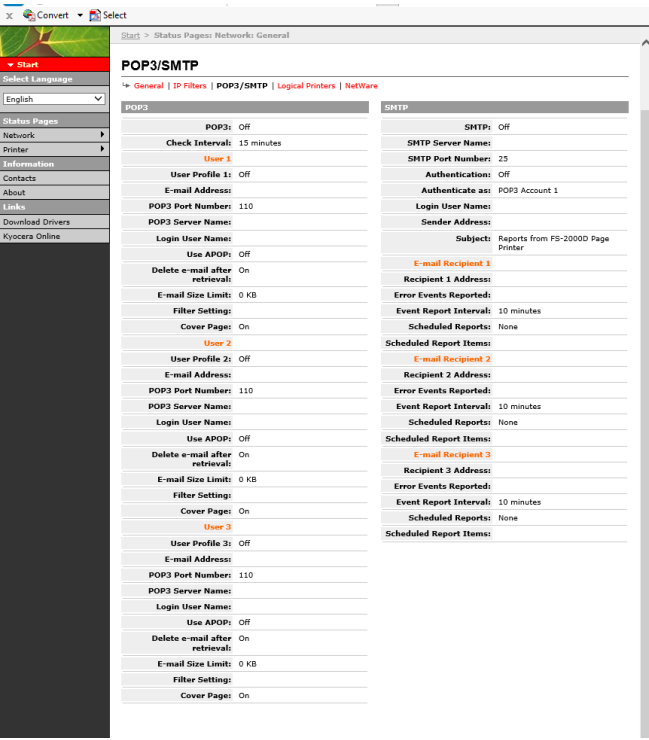 x Convert Select
Start > Status Pages: Network: General
Start
Select Language
English
Status Pages
Network
Printer
Information
Contacts
About
Links
Download Drivers
Kyocera Online
POP3/SMTP
General | IP Filters | POP3/SMTP | Logical Printers | NetWare
POP3
POP3: Off
Check Interval: 15 minutes
User 1
User Profile 1: Off
E-mail Address:
POP3 Port Number: 110
POP3 Server Name:
Login User Name:
Use APOP: Off
Delete e-mail after On
retrieval:
E-mail Size Limit: 0 KB
Filter Setting:
Cover Page: On
User 2
User Profile 2: Off
E-mail Address:
POP3 Port Number: 110
POP3 Server Name:
Login User Name:
Use APOP: Off
Delete e-mail after On
retrieval:
E-mail Size Limit: 0 KB
Filter Setting:
Cover Page: On
User 3
User Profile 3: Off
E-mail Address:
POP3 Port Number: 110
POP3 Server Name:
Login User Name:
Use APOP: Off
Delete e-mail after On
retrieval:
E-mail Size Limit: 0 KB
Filter Setting:
Cover Page: On
SMTP
SMTP: Off
SMTP Server Name:
SMTP Port Number: 25
Authentication: Off
Authenticate as: POP3 Account 1
Login User Name:
Sender Address:
Subject: Reports from FS-2000D Page
Printer
E-mail Recipient 1
Recipient 1 Address:
Error Events Reported:
Event Report Interval: 10 minutes
Scheduled Reports: None
Scheduled Report Items:
E-mail Recipient 2
Recipient 2 Address:
Error Events Reported:
Event Report Interval: 10 minutes
Scheduled Reports: None
Scheduled Report Items:
E-mail Recipient 3
Recipient 3 Address:
Error Events Reported:
Event Report Interval: 10 minutes
Scheduled Reports: None
Scheduled Report Items: